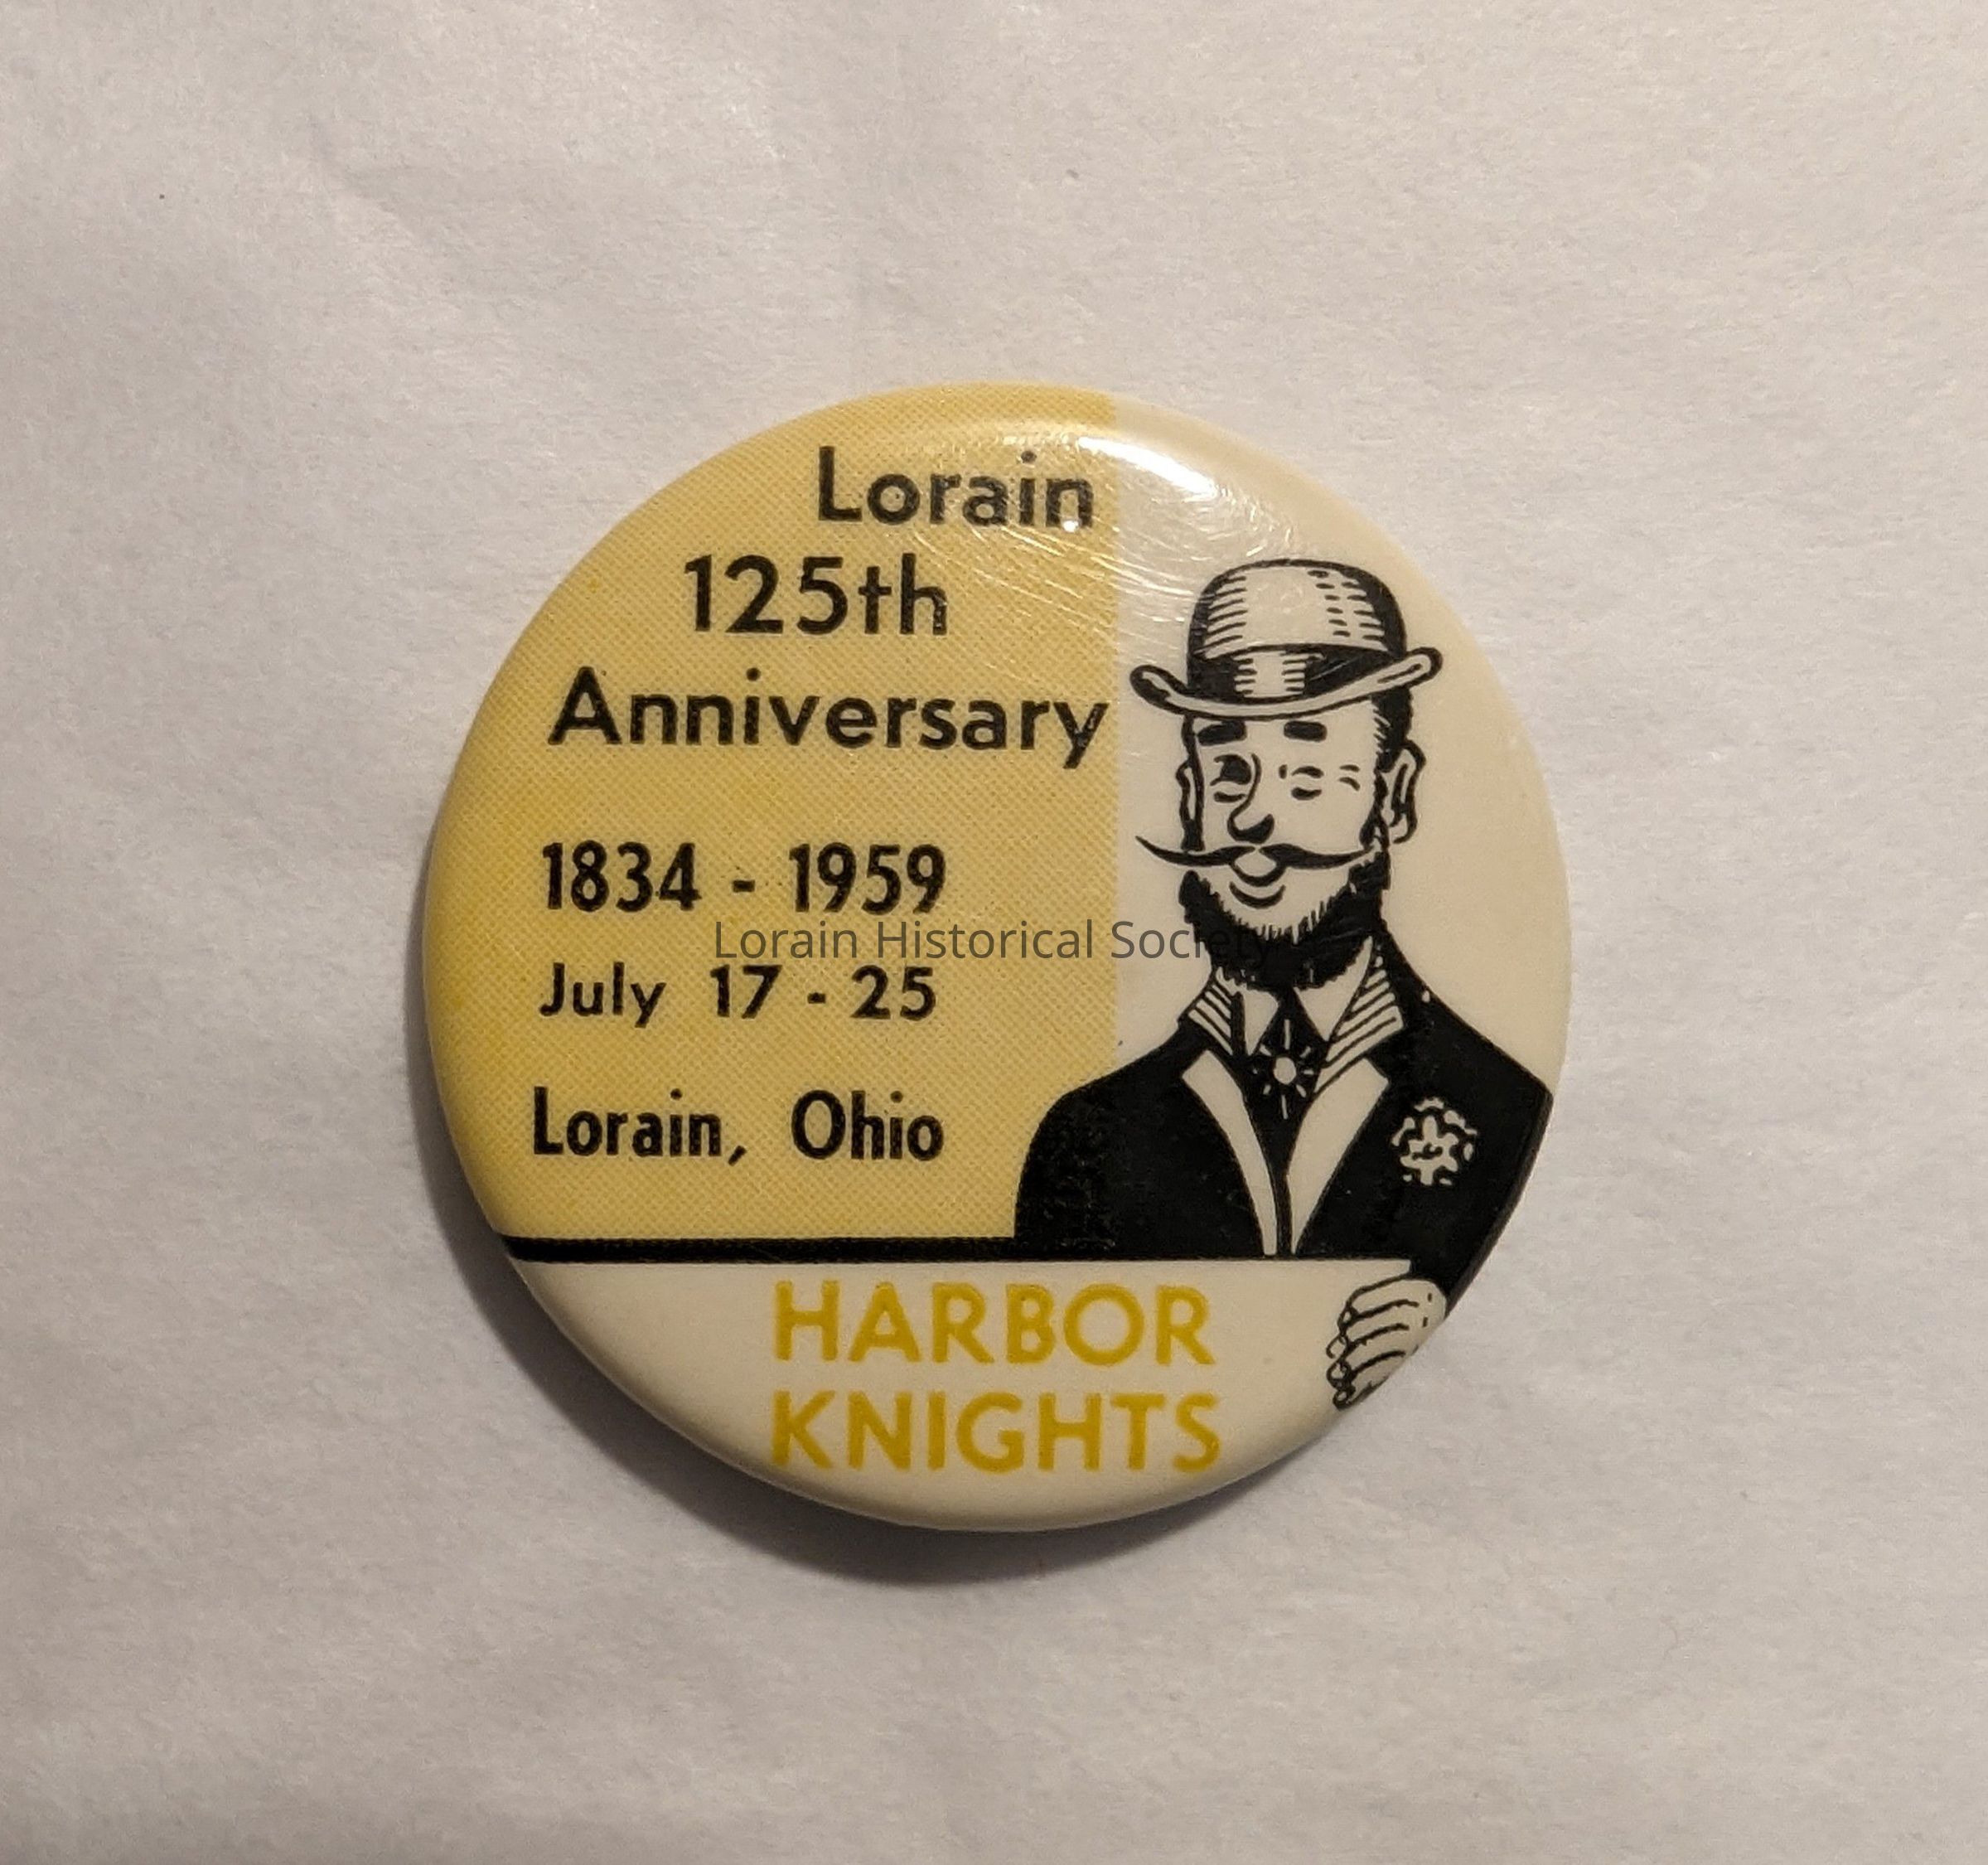 Lorain
125th
Anniversary
1834 - 1959
Lorain Historical Society
July 17 - 25
Lorain, Ohio
HARBOR
KNIGHTS